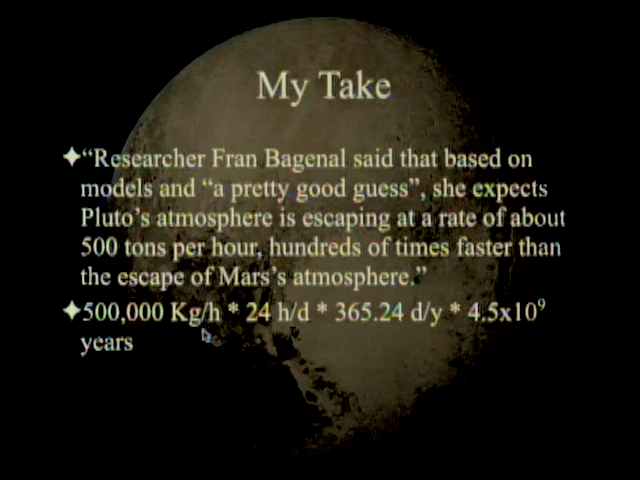 My Take
“Researcher Fran Bagenal said that based on
models and “a pretty good guess”, she expects
Pluto’s atmosphere is escaping at a rate of about
500 tons per hour, hundreds of times faster than
the escape of Mars’s atmosphere.”
500,000 Kg/h * 24 h/d * 365.24 d/y * 4.5x10⁹
years